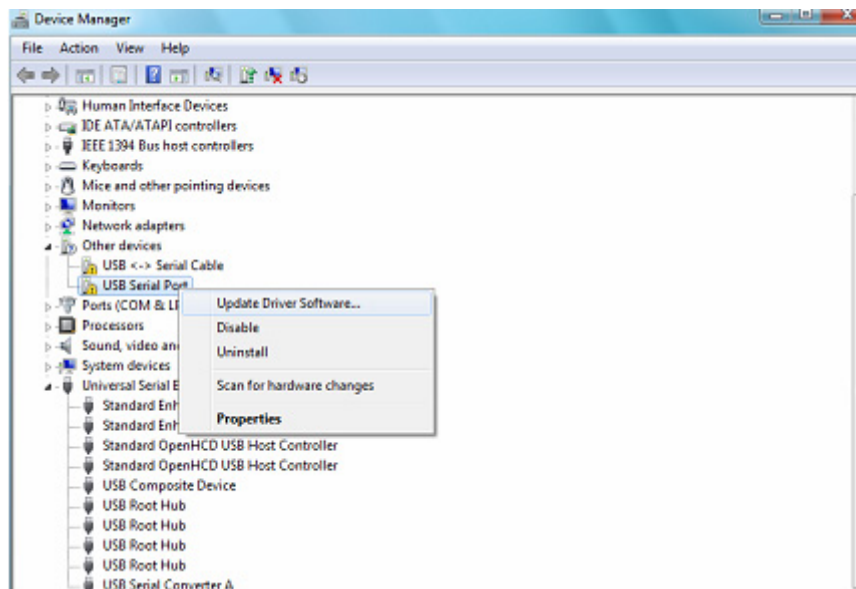 Device Manager
File Action View Help
Human Interface Devices
IDE ATA/ATAPI controllers
IEEE 1394 Bus host controllers
Keyboards
Mice and other pointing devices
Monitors
Network adapters
Other devices
USB <-> Serial Cable
USB Serial Port
Ports (COM & LP
Processors
Sound, video an
System devices
Universal Serial B
Standard Enh
Standard Enh
Standard OpenHCD USB Host Controller
Standard OpenHCD USB Host Controller
USB Composite Device
USB Root Hub
USB Root Hub
USB Root Hub
USB Root Hub
USB Serial Converter A
Update Driver Software...
Disable
Uninstall
Scan for hardware changes
Properties